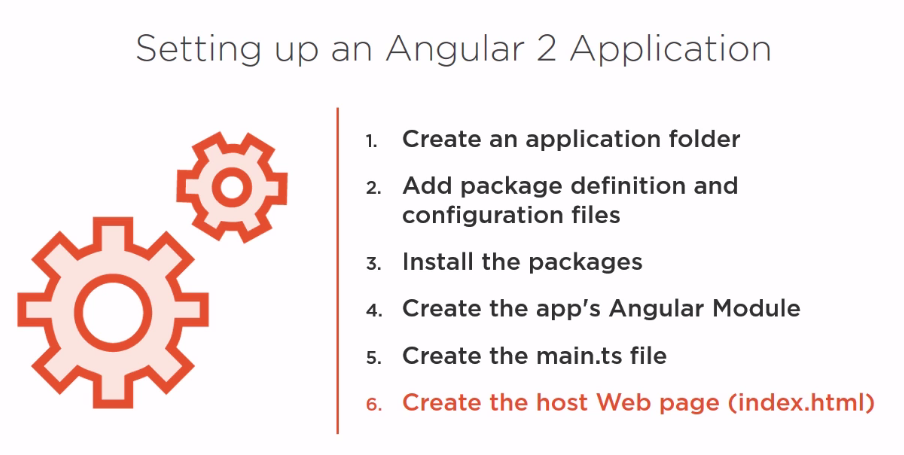 Setting up an Angular 2 Application
1. Create an application folder
2. Add package definition and
configuration files
3. Install the packages
4. Create the app's Angular Module
5. Create the main.ts file
6. Create the host Web page (index.html)